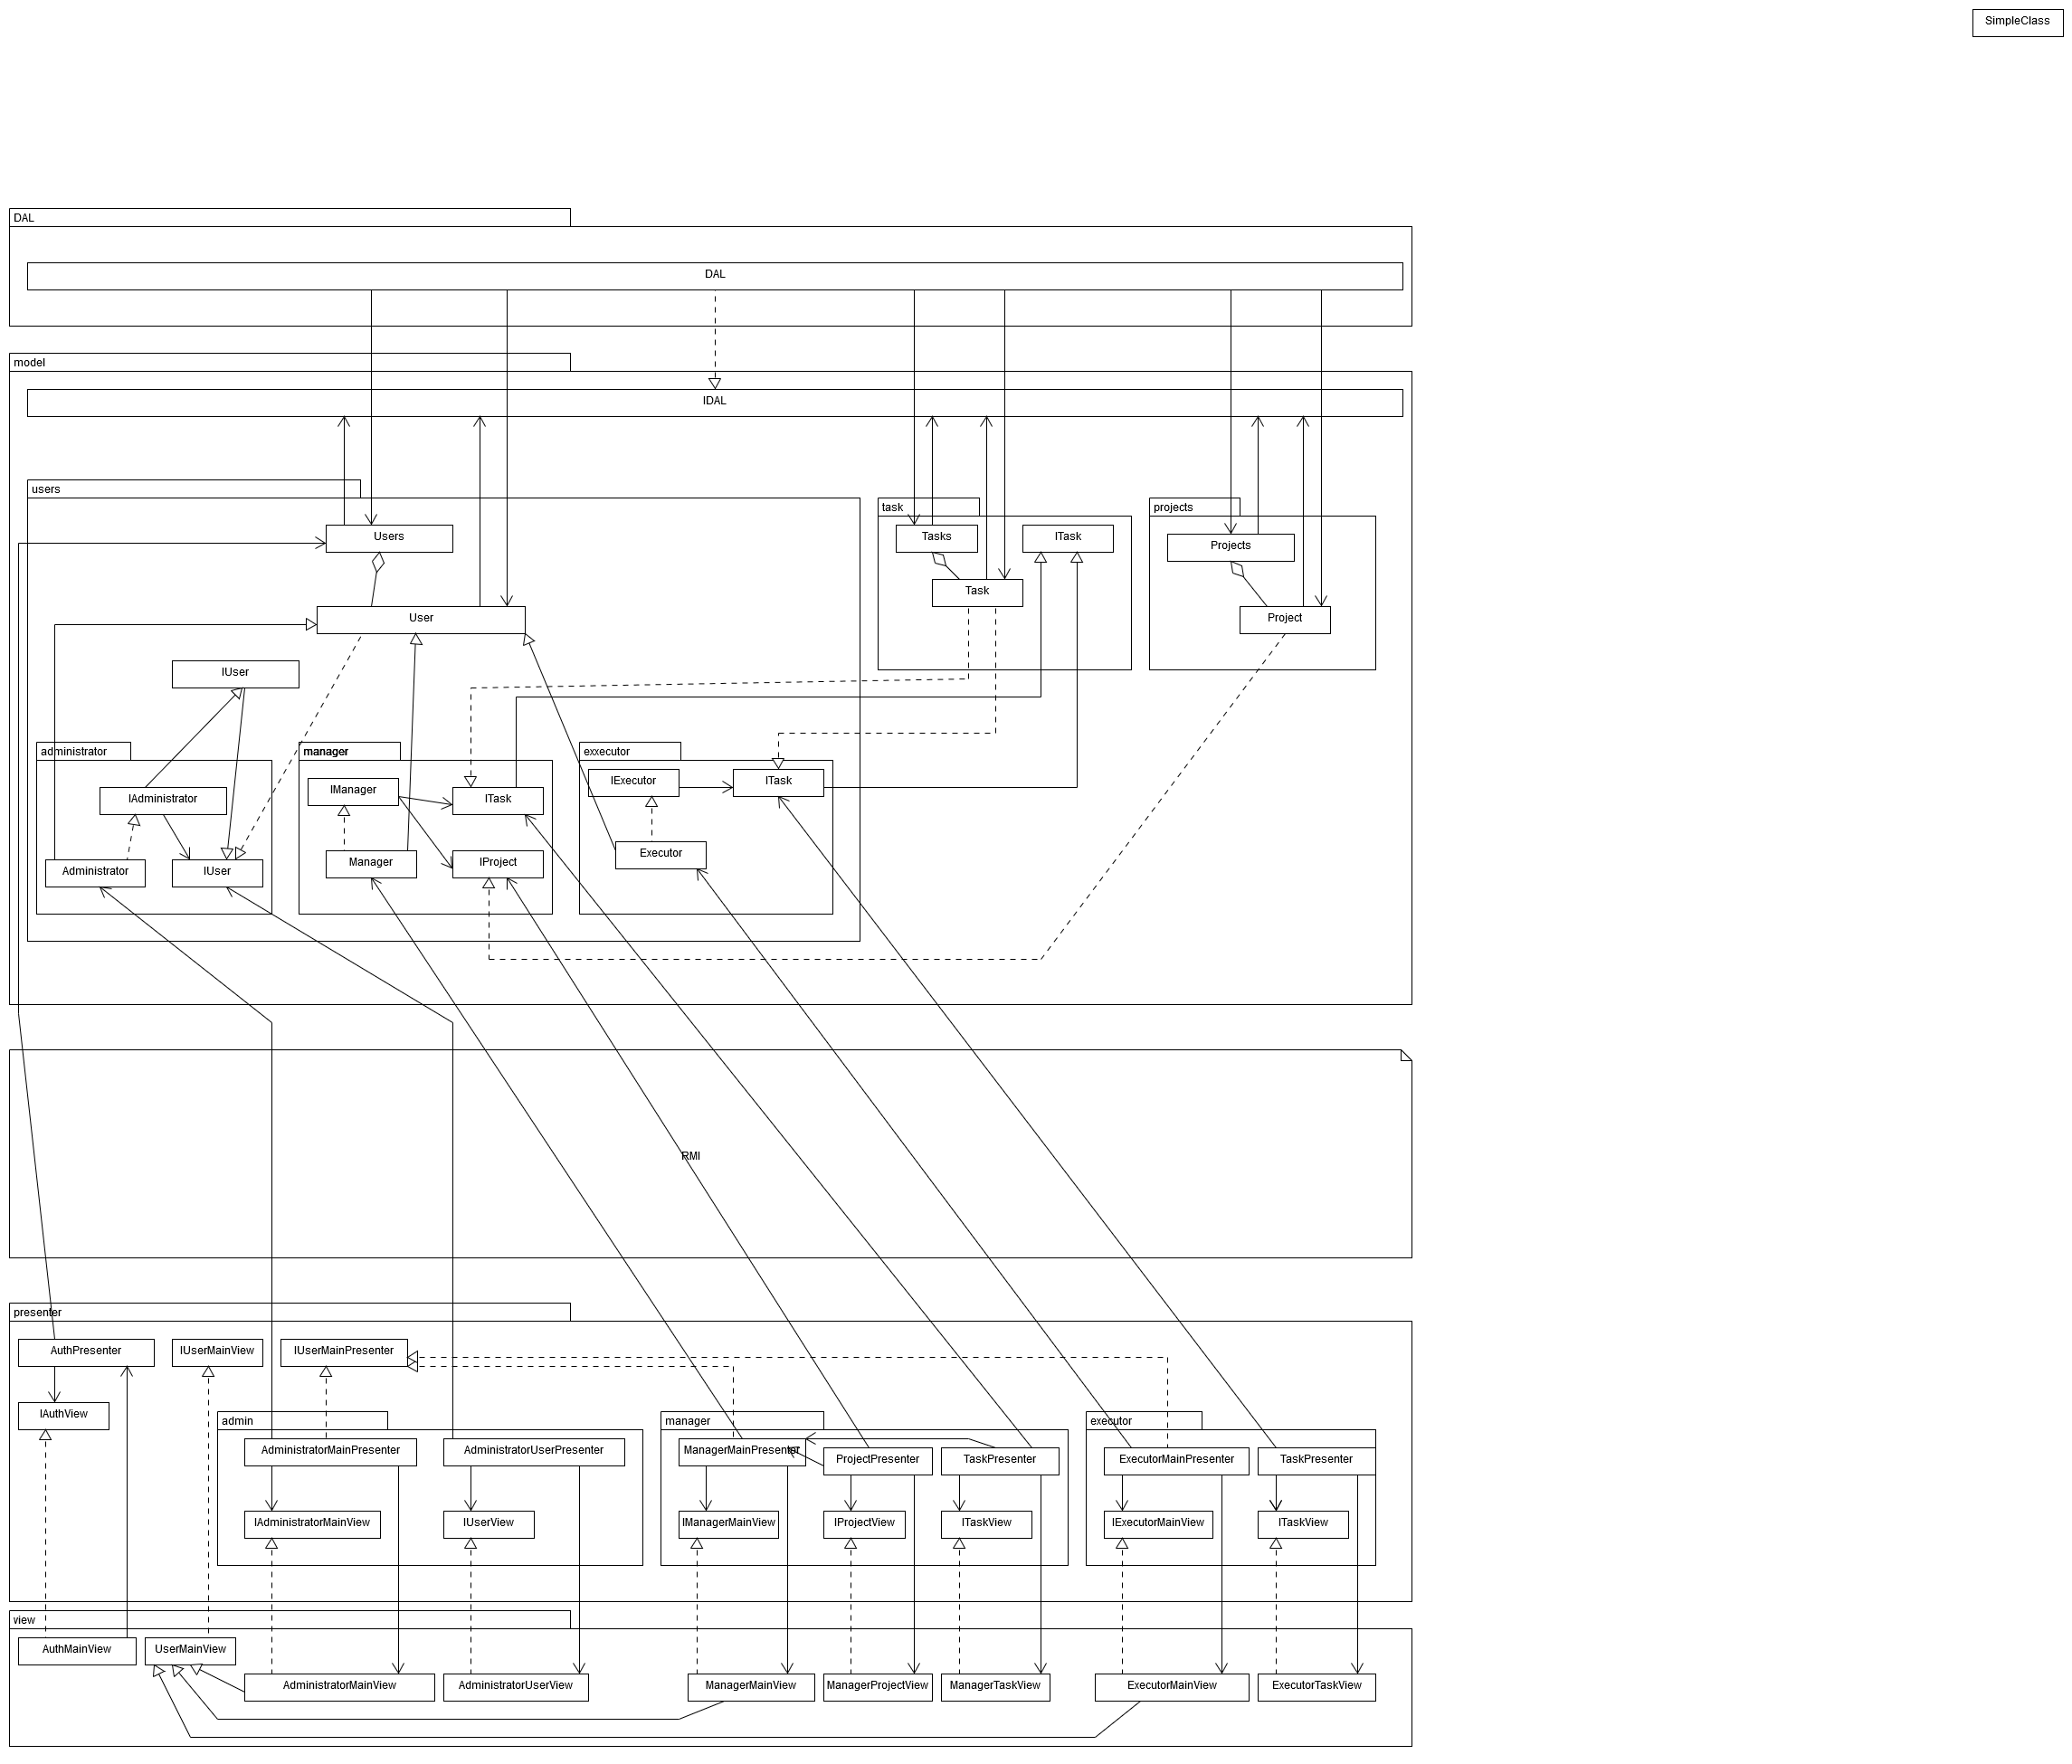 SimpleClass
DAL
DAL
model
IDAL
users
task
projects
Users
Tasks
ITask
Projects
Task
User
Project
IUser
administrator
manager
exxecutor
IExecutor
ITask
IManager
IAdministrator
ITask
Executor
Manager
IProject
Administrator
IUser
RMI
presenter
AuthPresenter
IUserMainView
IUserMainPresenter
IAuthView
admin
manager
executor
AdministratorMainPresenter
AdministratorUserPresenter
ManagerMainPresenter
ProjectPresenter
TaskPresenter
ExecutorMainPresenter
TaskPresenter
IAdministratorMainView
IUserView
IManagerMainView
IProjectView
ITaskView
IExecutorMainView
ITaskView
view
AuthMainView
UserMainView
AdministratorMainView
AdministratorUserView
ManagerMainView
ManagerProjectView
ManagerTaskView
ExecutorMainView
ExecutorTaskView